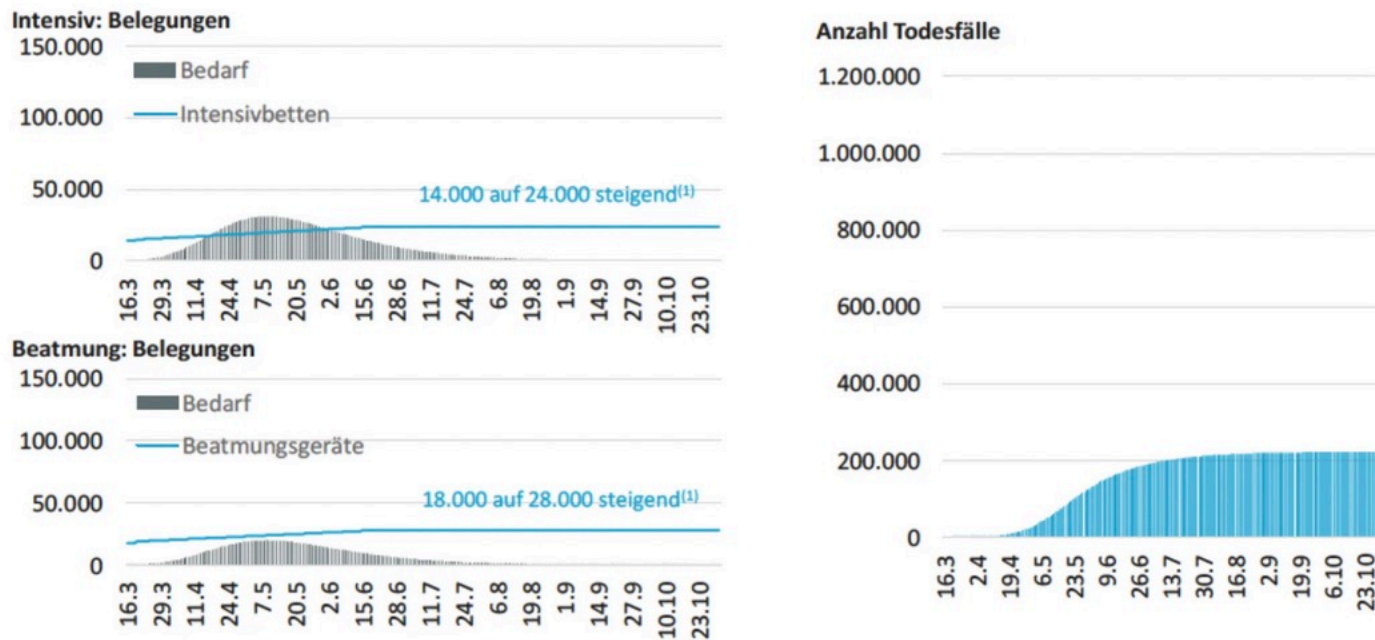 Intensiv: Belegungen
150.000
Bedarf
100.000
Intensivbetten
50.000
14.000 auf 24.000 steigend(1)
0
16.3 29.3 11.4 24.4 7.5 20.5 2.6 15.6 28.6 11.7 24.7 6.8 19.8 1.9 14.9 27.9 10.10 23.10
Beatmung: Belegungen
150.000
Bedarf
100.000
Beatmungsgeräte
50.000
18.000 auf 28.000 steigend(1)
0
16.3 29.3 11.4 24.4 7.5 20.5 2.6 15.6 28.6 11.7 24.7 6.8 19.8 1.9 14.9 27.9 10.10 23.10
Anzahl Todesfälle
1.200.000
1.000.000
800.000
600.000
400.000
200.000
0
16.3 2.4 19.4 6.5 23.5 9.6 26.6 13.7 30.7 16.8 2.9 19.9 6.10 23.10